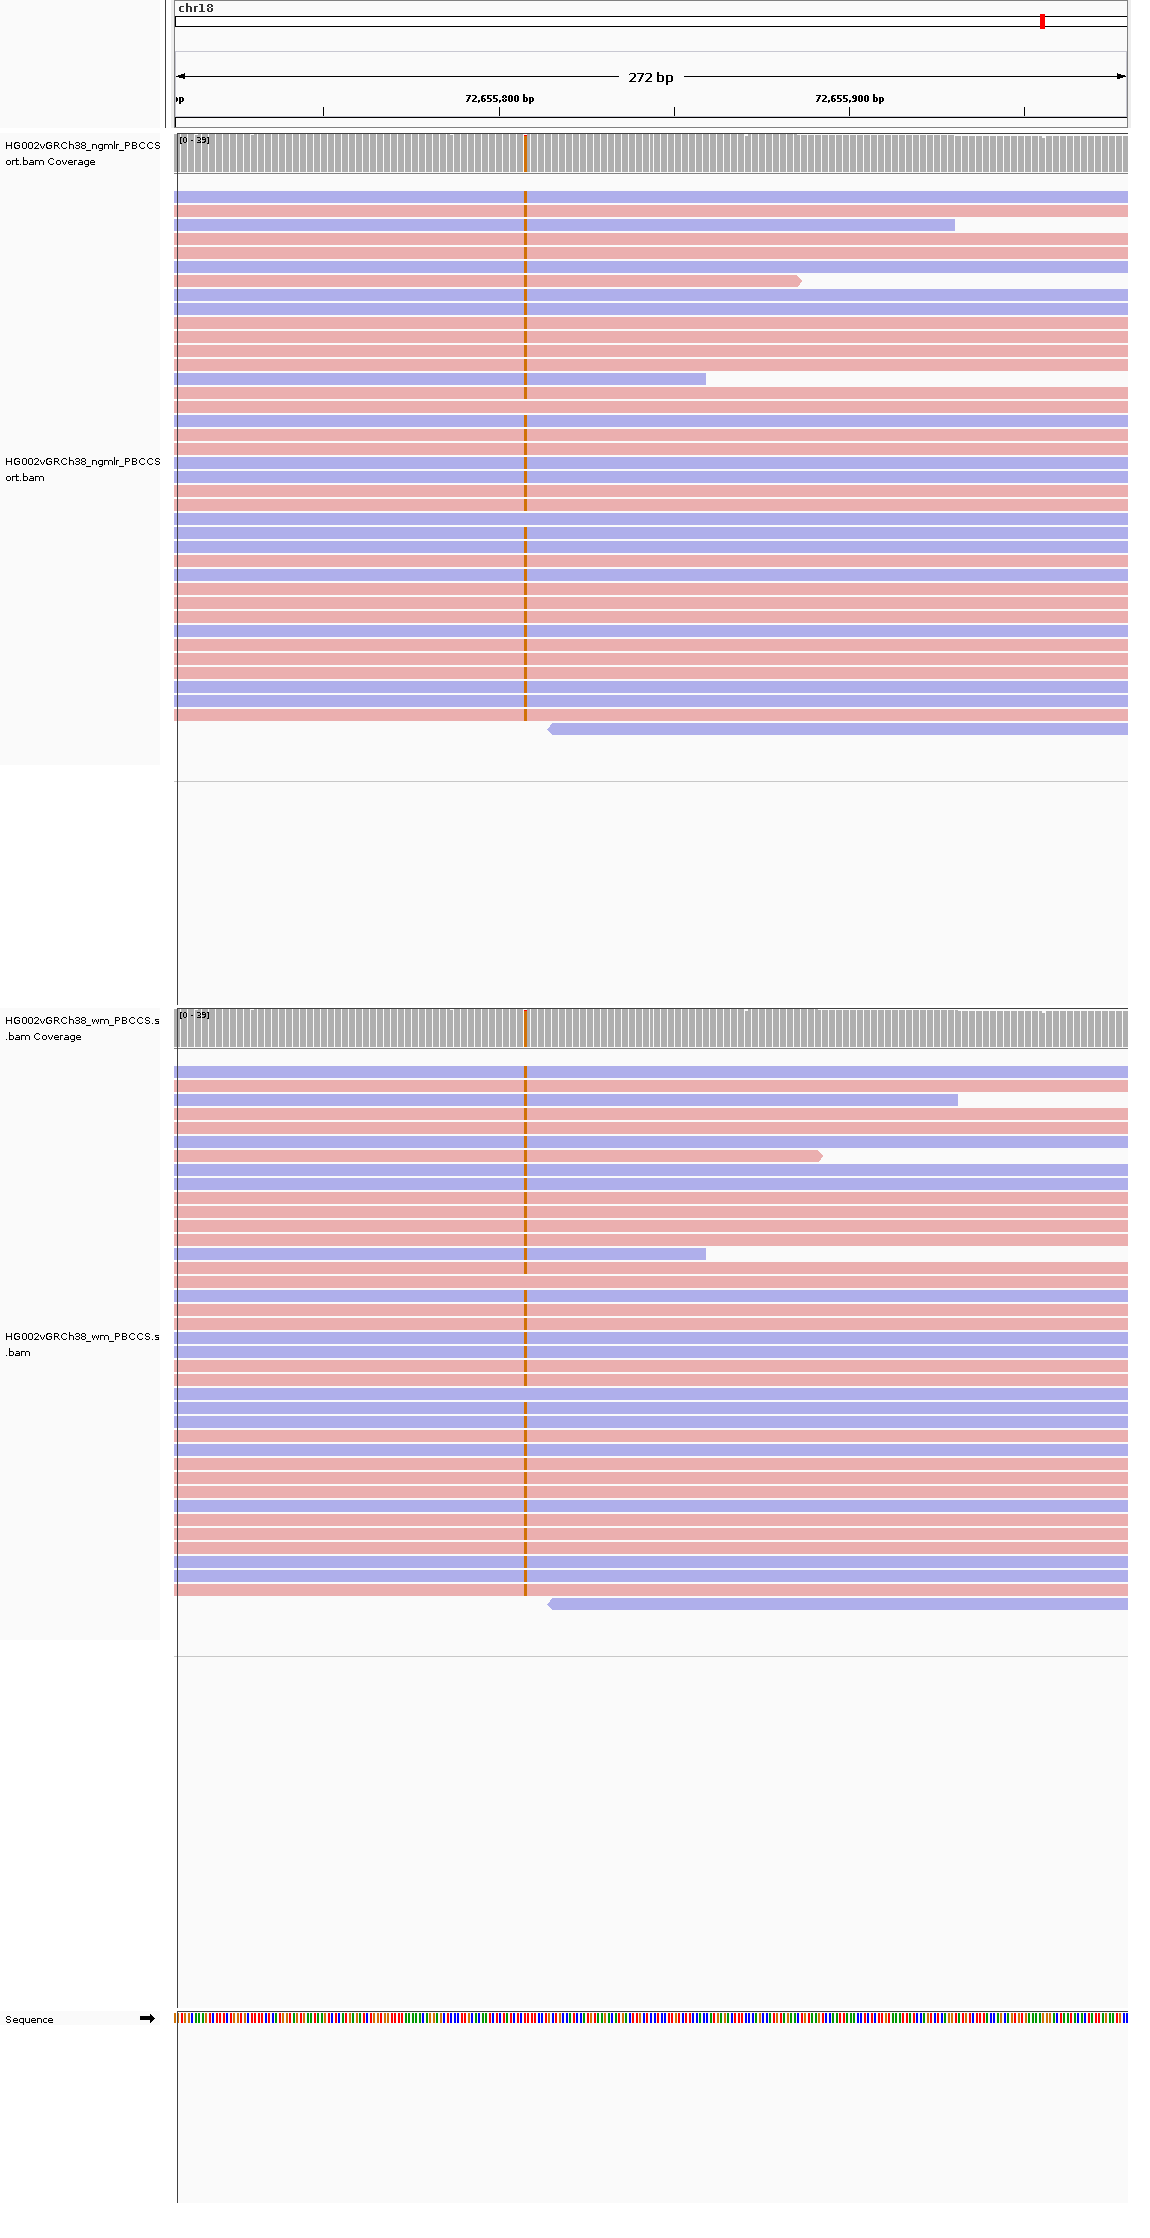 chr18
272 bp
bp
72,655,800 bp
72,655,900 bp
HG002vGRCh38_ngmlr_PBCCS
ort.bam Coverage
[0 - 39]
HG002vGRCh38_ngmlr_PBCCS
ort.bam
HG002vGRCh38_wm_PBCCS.s
.bam Coverage
[0 - 39]
HG002vGRCh38_wm_PBCCS.s
.bam
Sequence